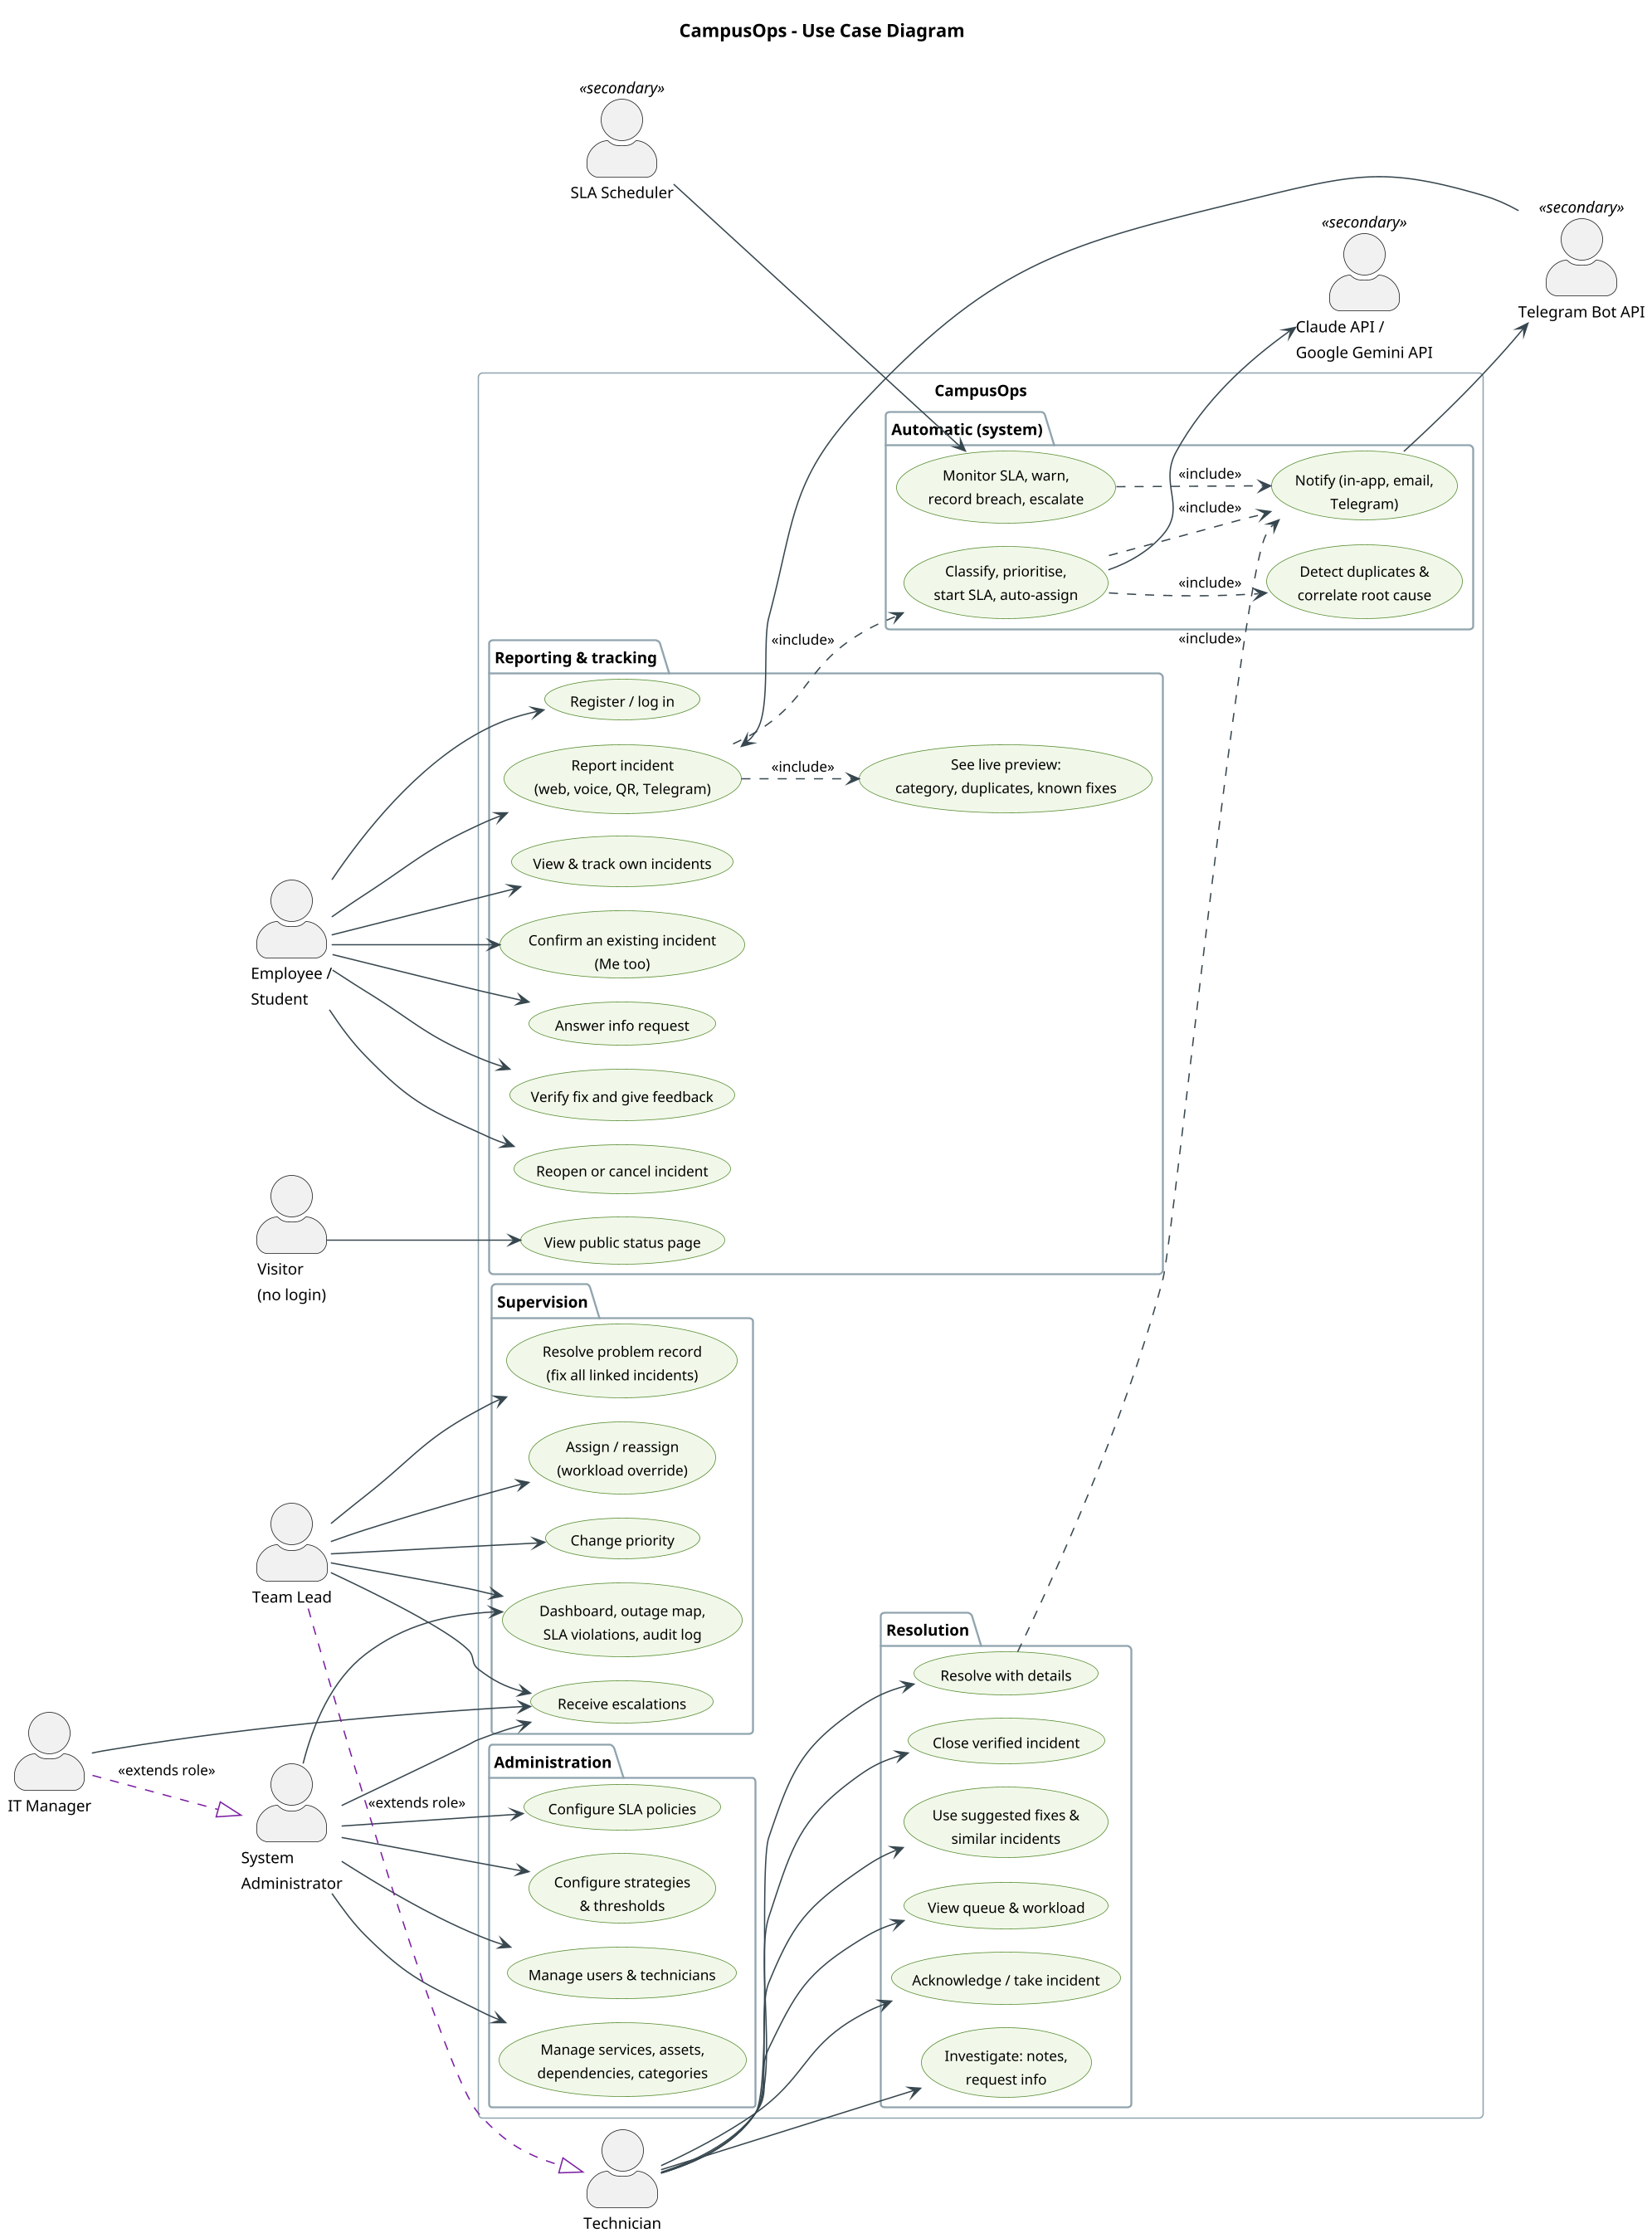 CampusOps - Use Case Diagram
«secondary»
SLA Scheduler
«secondary»
Telegram Bot API
«secondary»
Claude API /
Google Gemini API
CampusOps
Automatic (system)
Monitor SLA, warn,
record breach, escalate
«include»
Notify (in-app, email,
Telegram)
«include»
Classify, prioritise,
start SLA, auto-assign
«include»
Detect duplicates &
correlate root cause
«include»
«include»
Reporting & tracking
Register / log in
Report incident
(web, voice, QR, Telegram)
«include»
See live preview:
category, duplicates, known fixes
View & track own incidents
Confirm an existing incident
(Me too)
Answer info request
Verify fix and give feedback
Reopen or cancel incident
View public status page
Employee /
Student
Visitor
(no login)
Supervision
Resolve problem record
(fix all linked incidents)
Assign / reassign
(workload override)
Change priority
Dashboard, outage map,
SLA violations, audit log
Receive escalations
Team Lead
IT Manager
«extends role»
System
Administrator
«extends role»
Administration
Configure SLA policies
Configure strategies
& thresholds
Manage users & technicians
Manage services, assets,
dependencies, categories
Resolution
Resolve with details
Close verified incident
Use suggested fixes &
similar incidents
View queue & workload
Acknowledge / take incident
Investigate: notes,
request info
Technician